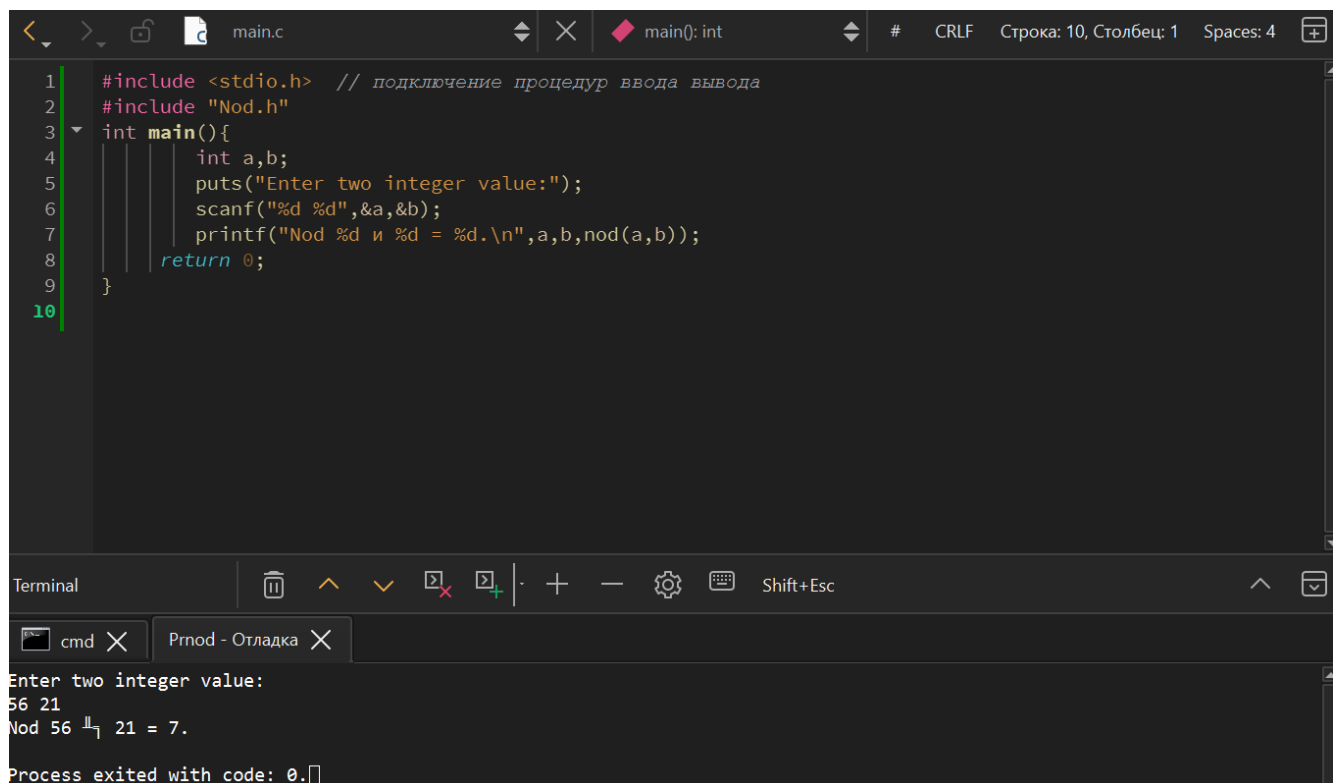 main.c main(): int # CRLF Строка: 10, Столбец: 1 Spaces: 4
1 #include <stdio.h> // подключение процедур ввода вывода
2 #include "Nod.h"
3 int main(){
4 int a,b;
5 puts("Enter two integer value:");
6 scanf("%d %d",&a,&b);
7 printf("Nod %d и %d = %d.\n",a,b,nod(a,b));
8 return 0;
9 }
10
Terminal Shift+Esc
cmd Prnod - Отладка
Enter two integer value:
56 21
Nod 56 ╨╕ 21 = 7.
Process exited with code: 0.